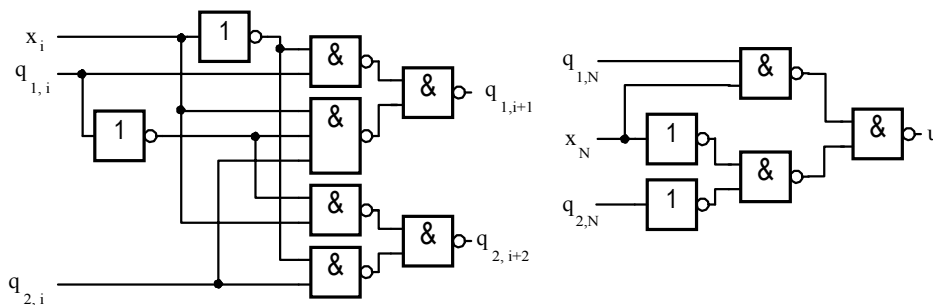 x i
1
&
q 1, i
&
q 1,i+1
&
1
&
&
q 2, i+2
&
q 2, i
q 1,N
&
x N
1
&
u
&
q 2,N
1